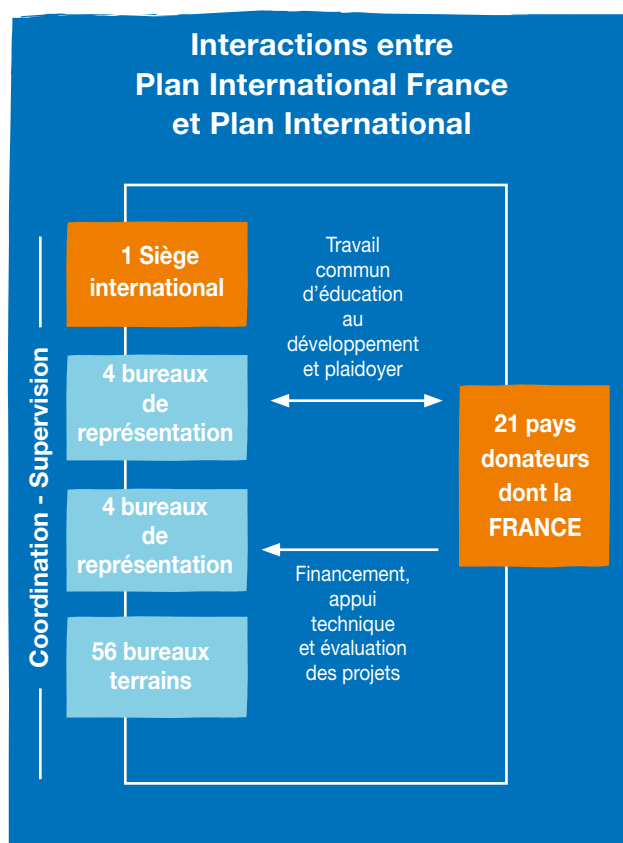 Interactions entre
Plan International France
et Plan International
Coordination - Supervision
1 Siège
international
4 bureaux
de
représentation
4 bureaux
de
représentation
56 bureaux
terrains
Travail
commun
d'éducation
au
développement
et plaidoyer
Financement,
appui
technique
et évaluation
des projets
21 pays
donateurs
dont la
FRANCE